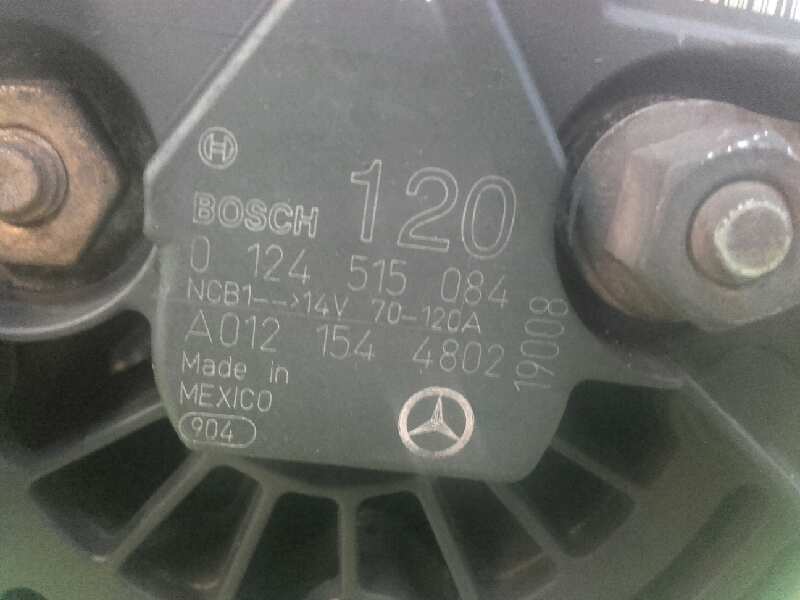 BOSCH 120
0 124 515 084
NCB1-->14V 70-120A
A012 154 4802
19008
Made in
MEXICO
904